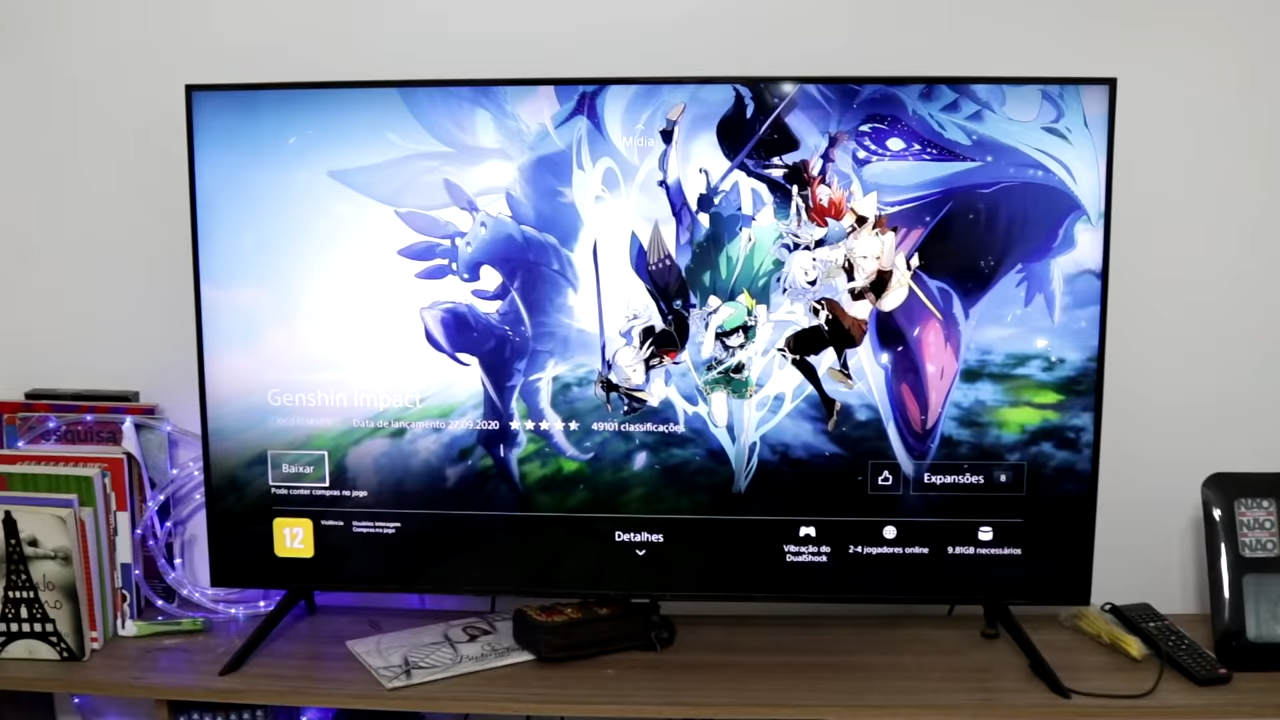 Mídia
Genshin Impact
Data de lançamento 27.09.2020
49101 classificações
Baixar
Pode conter compras no jogo
Expansões 8
12
Violência
Usuários interagem
Compras no jogo
Detalhes
Vibração do
DualShock
2-4 jogadores online
9.81GB necessários
esquisa
NÃO
NÃO
NÃO